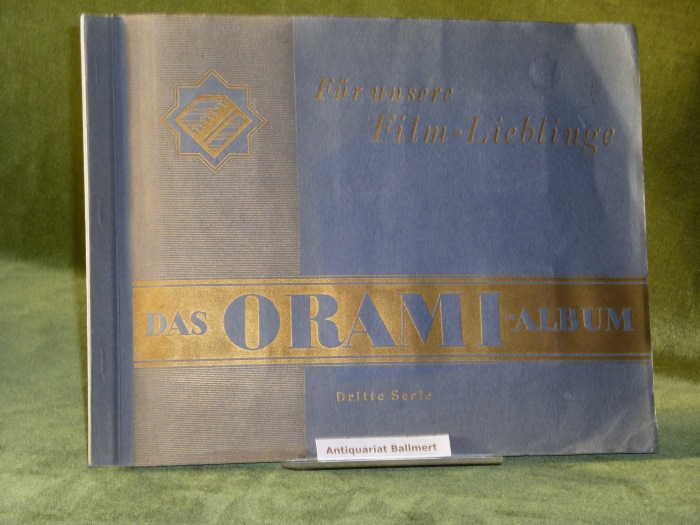 Für unsere
Film-Lieblinge
DAS ORAMI-ALBUM
Dritte Serie
Antiquariat Ballmert